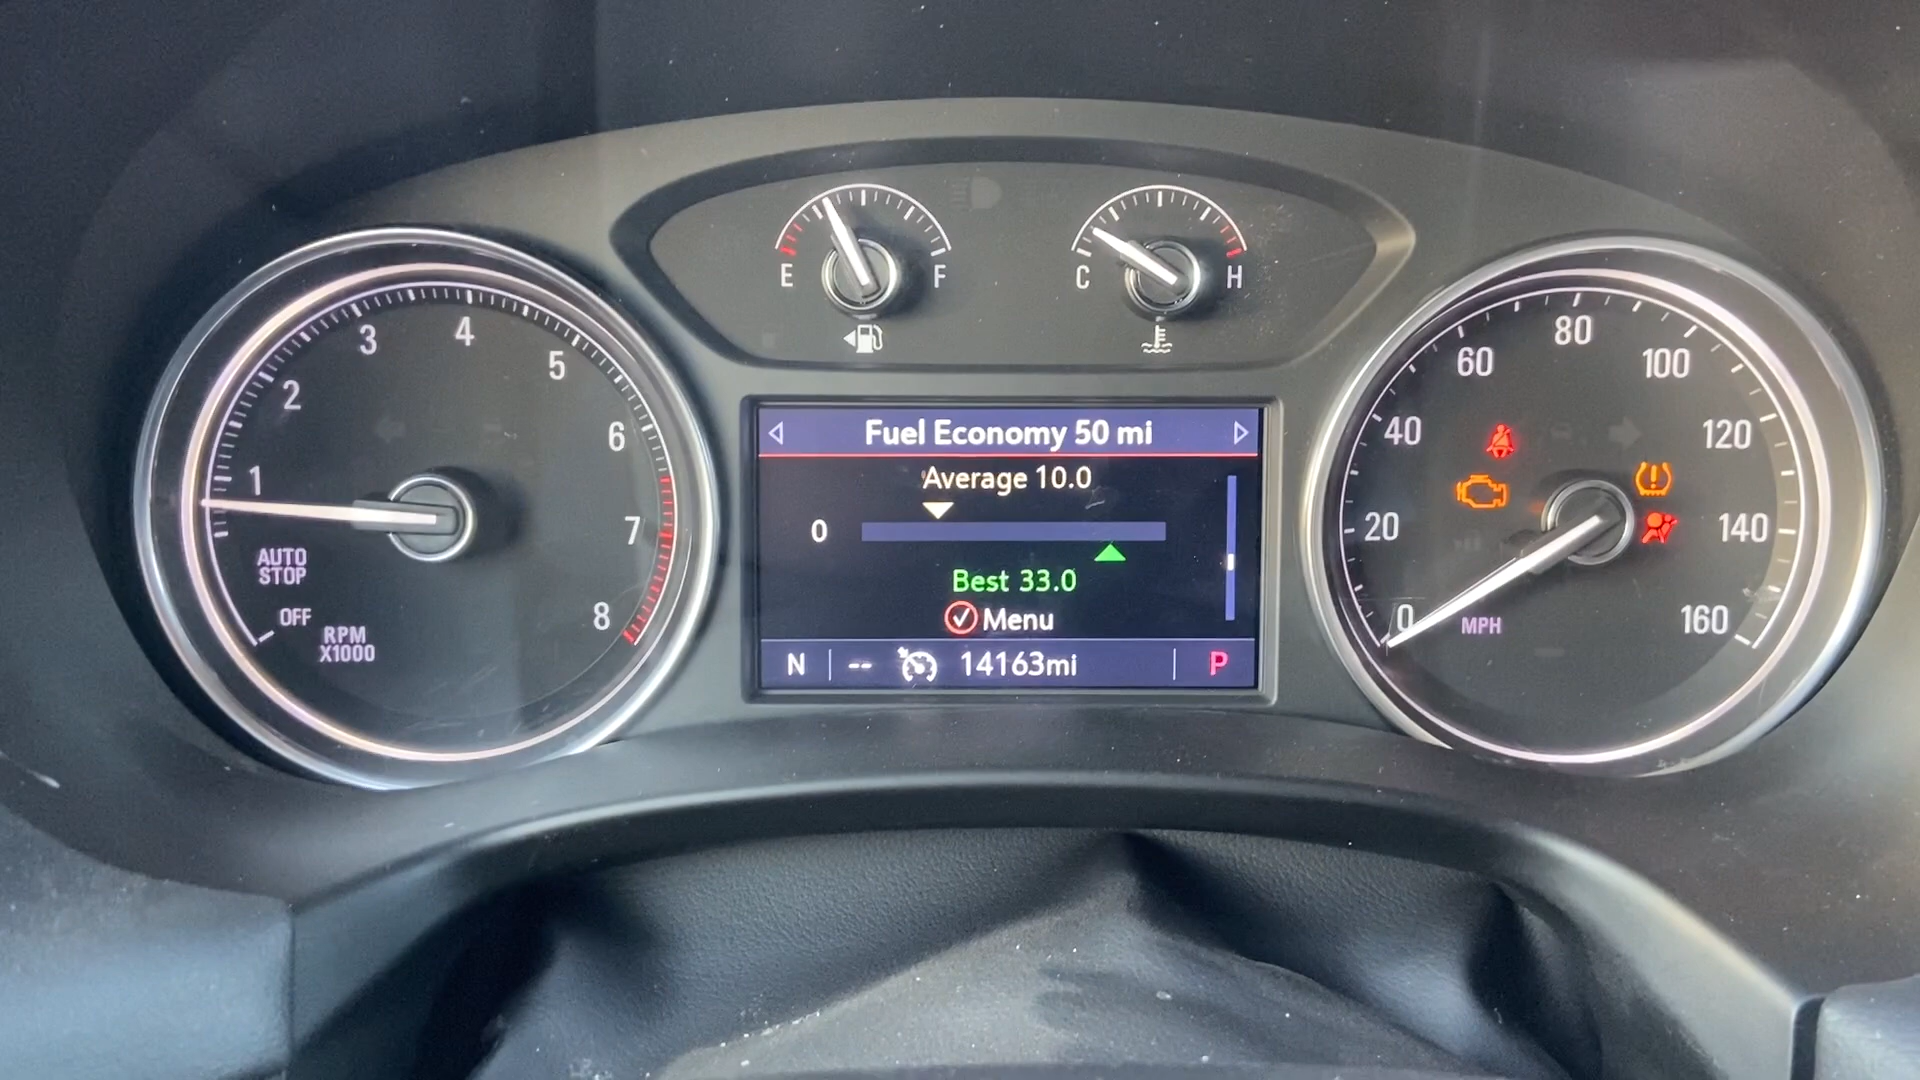 E
F
C
H
1
2
3
4
5
6
7
8
AUTO
STOP
OFF
RPM
X1000
Fuel Economy 50 mi
Average 10.0
0
Best 33.0
Menu
N -- 14163mi P
0
20
40
60
80
100
120
140
160
MPH